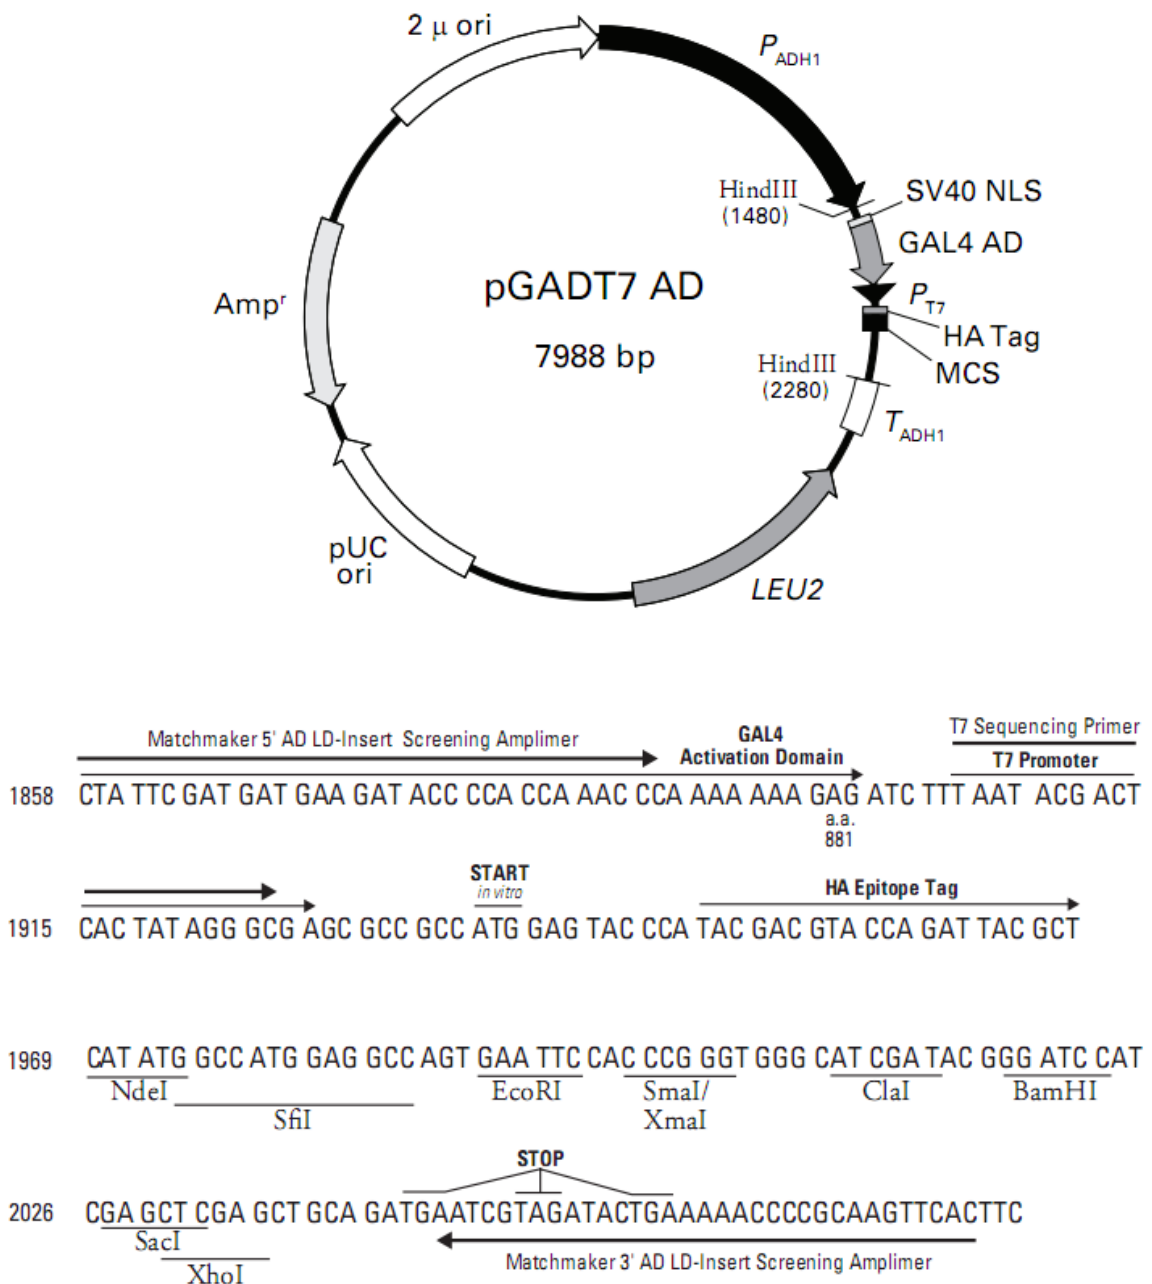 2 μ ori
P ADH1
HindIII
(1480)
SV40 NLS
GAL4 AD
Ampʳ
pGADT7 AD
7988 bp
P T7
HA Tag
MCS
HindIII
(2280)
T ADH1
pUC
ori
LEU2
T7 Sequencing Primer
Matchmaker 5' AD LD-Insert Screening Amplimer
GAL4
Activation Domain
T7 Promoter
1858 CTA TTC GAT GAT GAA GAT ACC CCA CCA AAC CCA AAA AAA GAG ATC TTT AAT ACG ACT
a.a.
881
START
in vitro
HA Epitope Tag
1915 CAC TAT AGG GCG AGC GCC GCC ATG GAG TAC CCA TAC GAC GTA CCA GAT TAC GCT
1969 CAT ATG GCC ATG GAG GCC AGT GAA TTC CAC CCG GGT GGG CAT CGA TAC GGG ATC CAT
NdeI
SfiI
EcoRI
SmaI/
XmaI
ClaI
BamHI
STOP
2026 CGA GCT CGA GCT GCA GATGAATCGTAGATACTGAAAAACCCCGCAAGTTCACTTC
SacI
XhoI
Matchmaker 3' AD LD-Insert Screening Amplimer